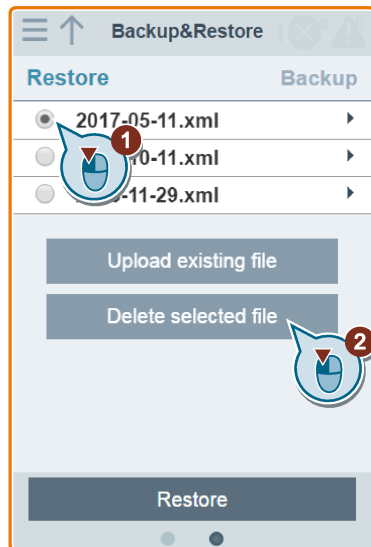 Backup&Restore
Restore Backup
2017-05-11.xml
1
10-11.xml
-11-29.xml
Upload existing file
Delete selected file
2
Restore